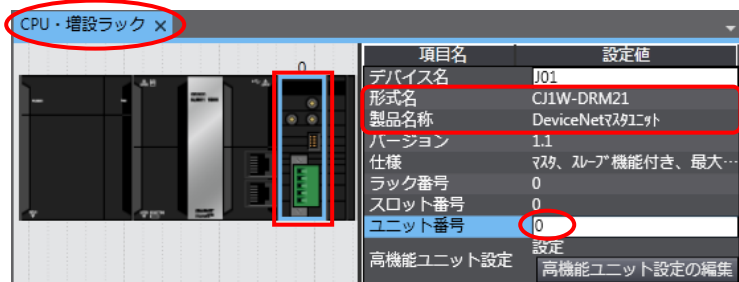 CPU・増設ラック ×
0
項目名 設定値
デバイス名 J01
形式名 CJ1W-DRM21
製品名称 DeviceNetﾏｽﾀﾕﾆｯﾄ
バージョン 1.1
仕様 ﾏｽﾀ、ｽﾚｰﾌﾞ機能付き、最大…
ラック番号 0
スロット番号 0
ユニット番号 0
高機能ユニット設定 設定
高機能ユニット設定の編集